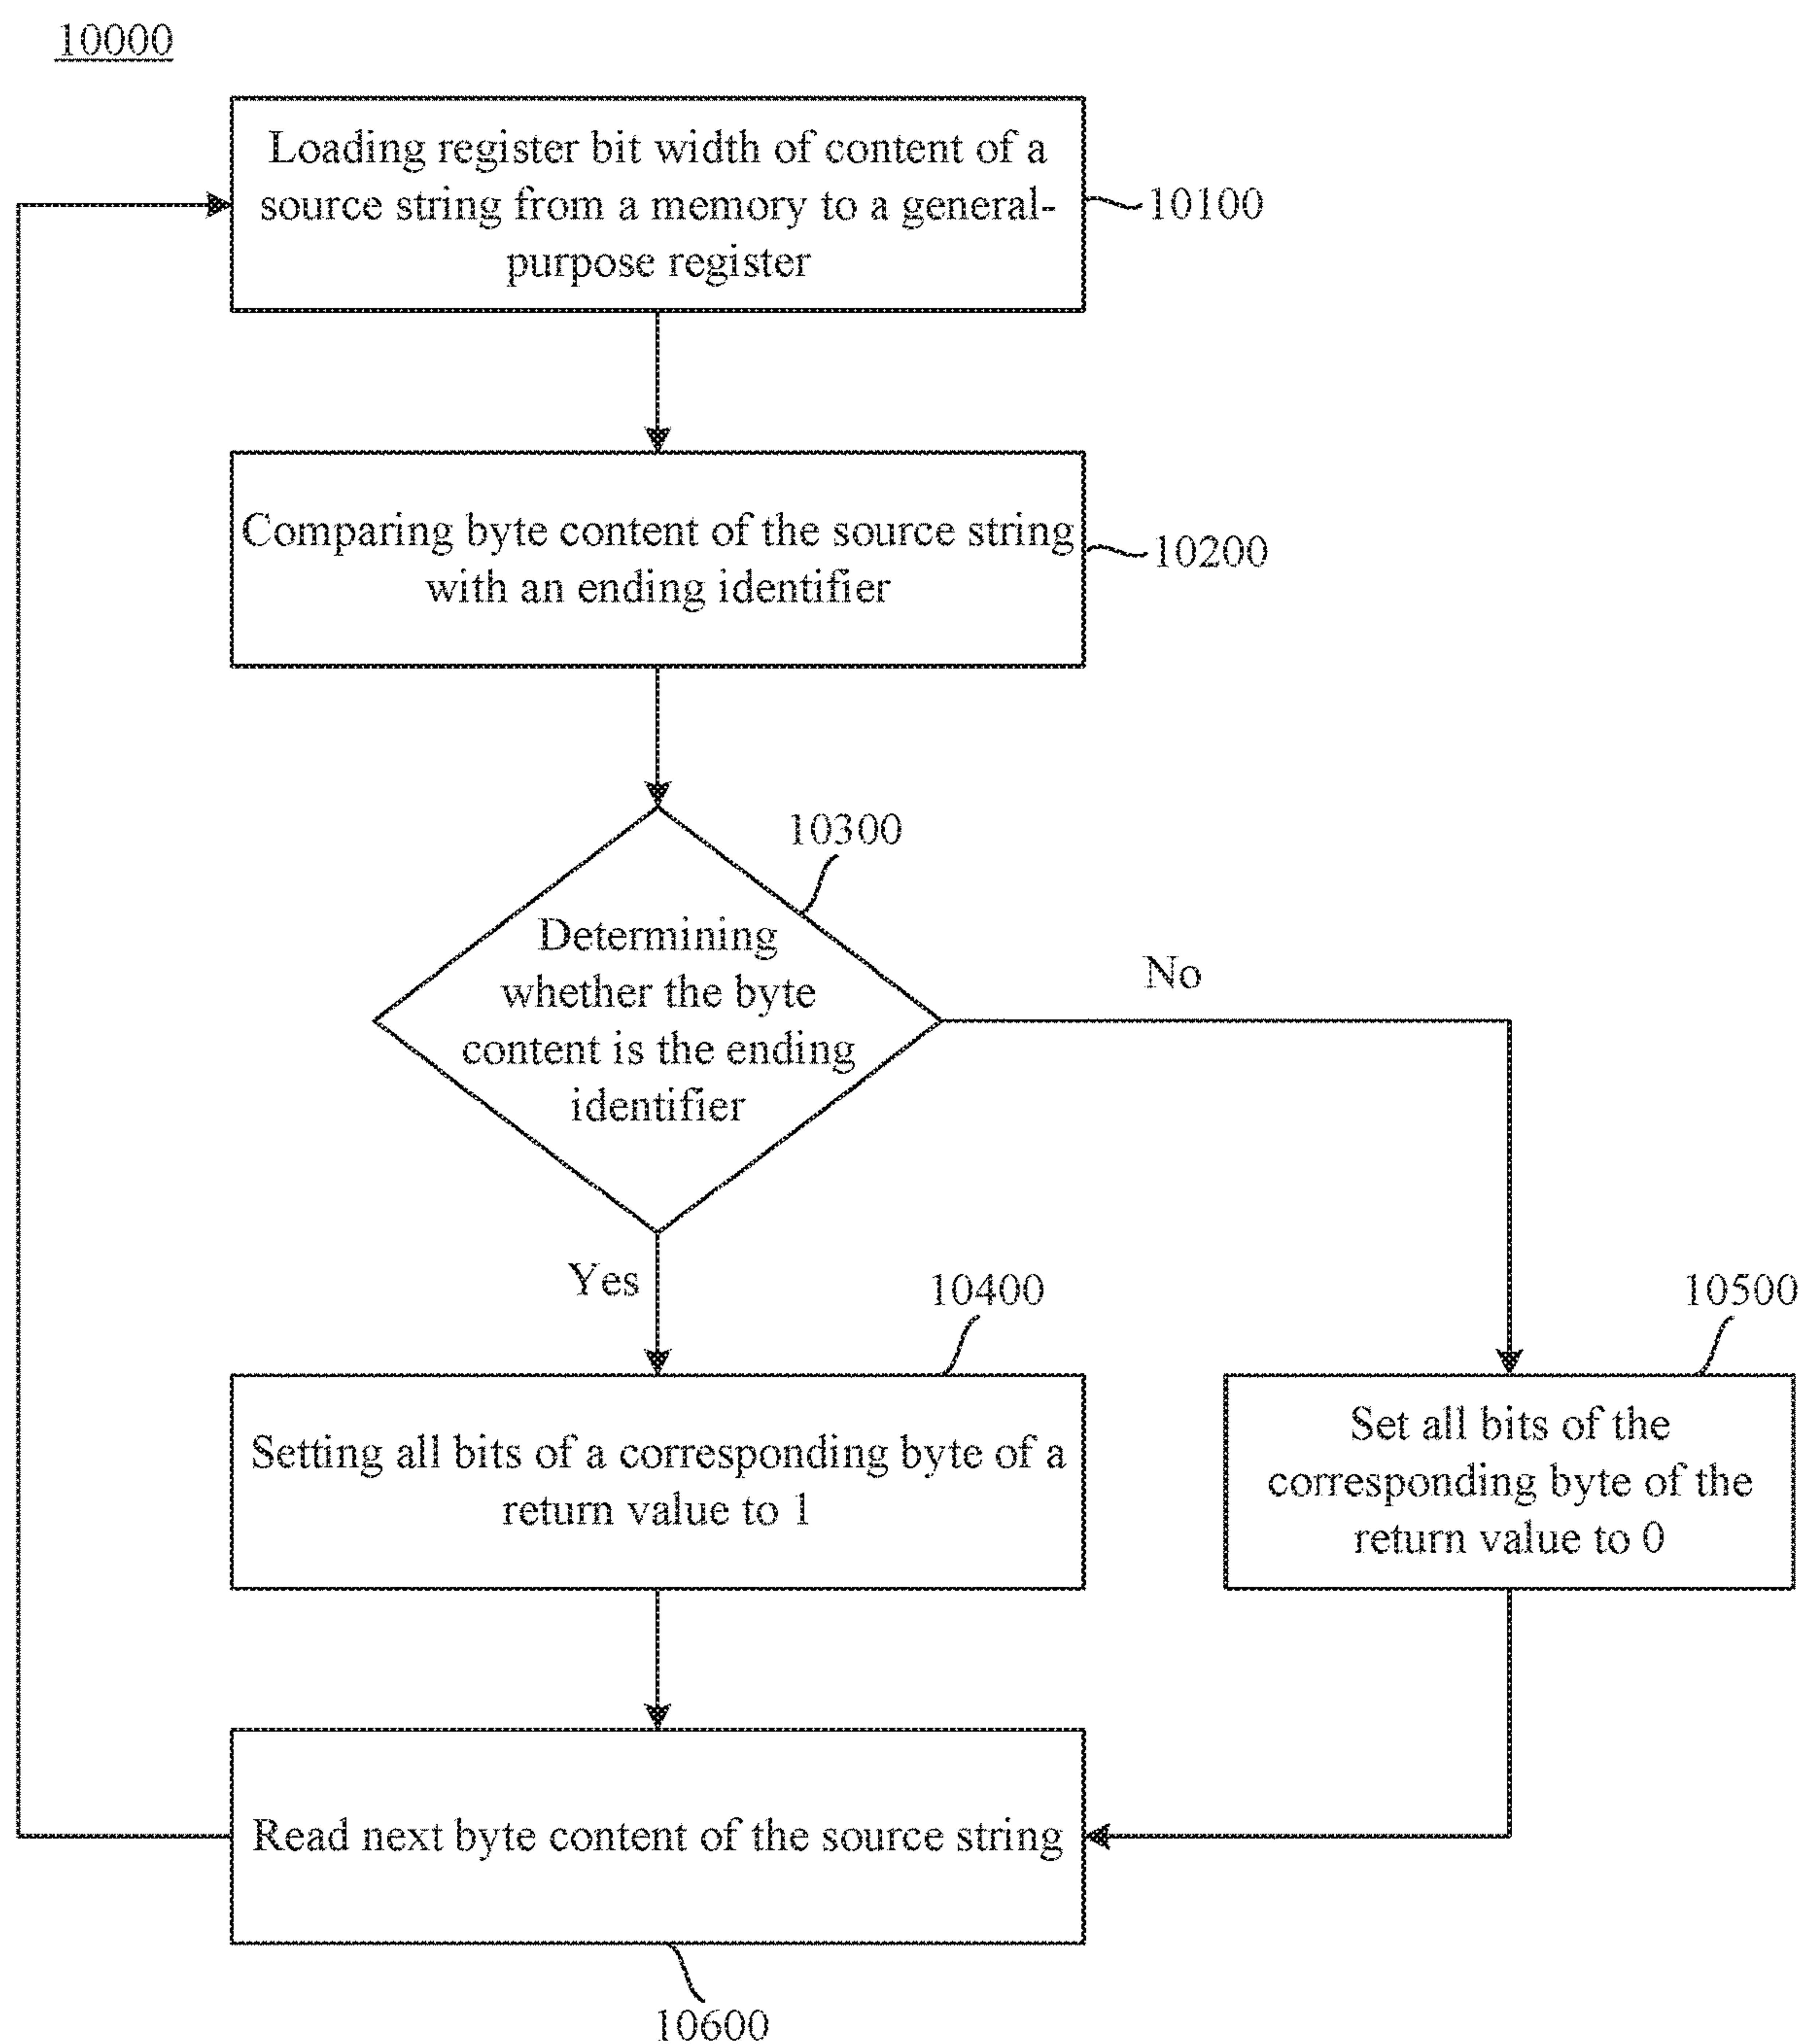 10000
Loading register bit width of content of a
source string from a memory to a general-
purpose register
10100
Comparing byte content of the source string
with an ending identifier
10200
10300
Determining
whether the byte
content is the ending
identifier
No
Yes
10400
10500
Setting all bits of a corresponding byte of a
return value to 1
Set all bits of the
corresponding byte of the
return value to 0
Read next byte content of the source string
10600